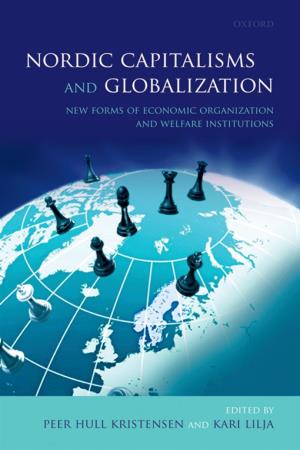 OXFORD
NORDIC CAPITALISMS
AND GLOBALIZATION
NEW FORMS OF ECONOMIC ORGANIZATION
AND WELFARE INSTITUTIONS
EDITED BY
PEER HULL KRISTENSEN AND KARI LILJA